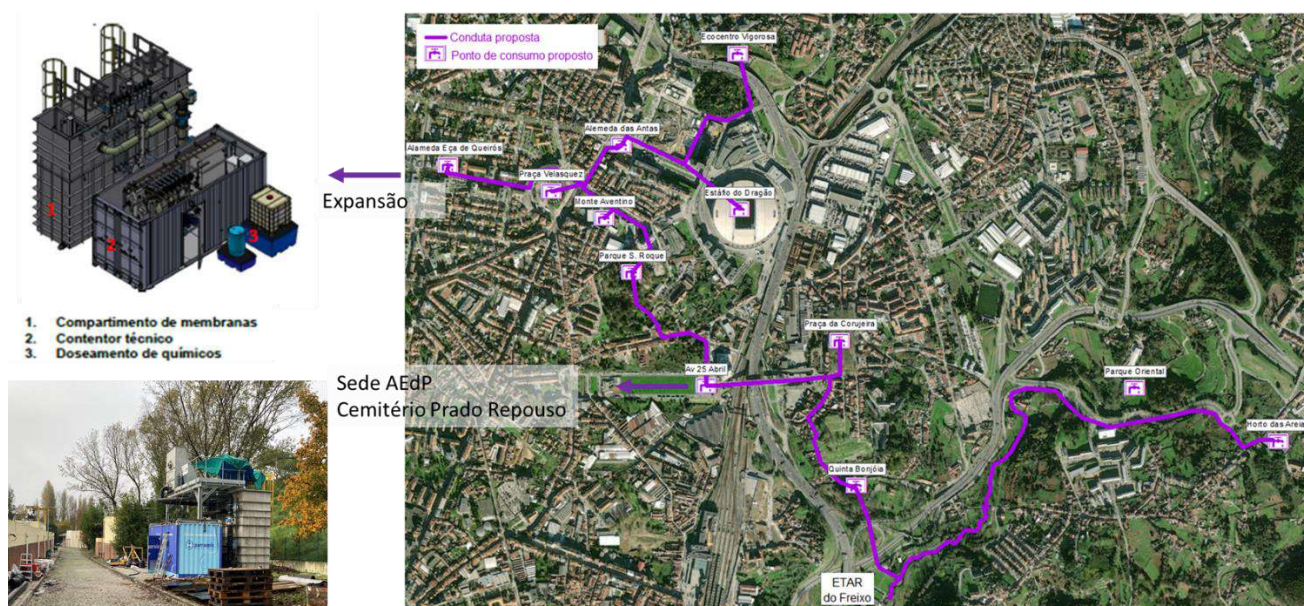 1
2
3
1. Compartimento de membranas
2. Contentor técnico
3. Doseamento de químicos
Expansão
Sede AEdP
Cemitério Prado Repouso
Conduta proposta
Ponto de consumo proposto
Ecocentro Vigorosa
Alemeda das Antas
Alameda Eça de Queirós
Praça Velasquez
Estáfio do Dragão
Monte Aventino
Parque S. Roque
Praça da Corujeira
Av 25 Abril
Parque Oriental
Horto das Areia
Quinta Bonjóia
ETAR
do Freixo